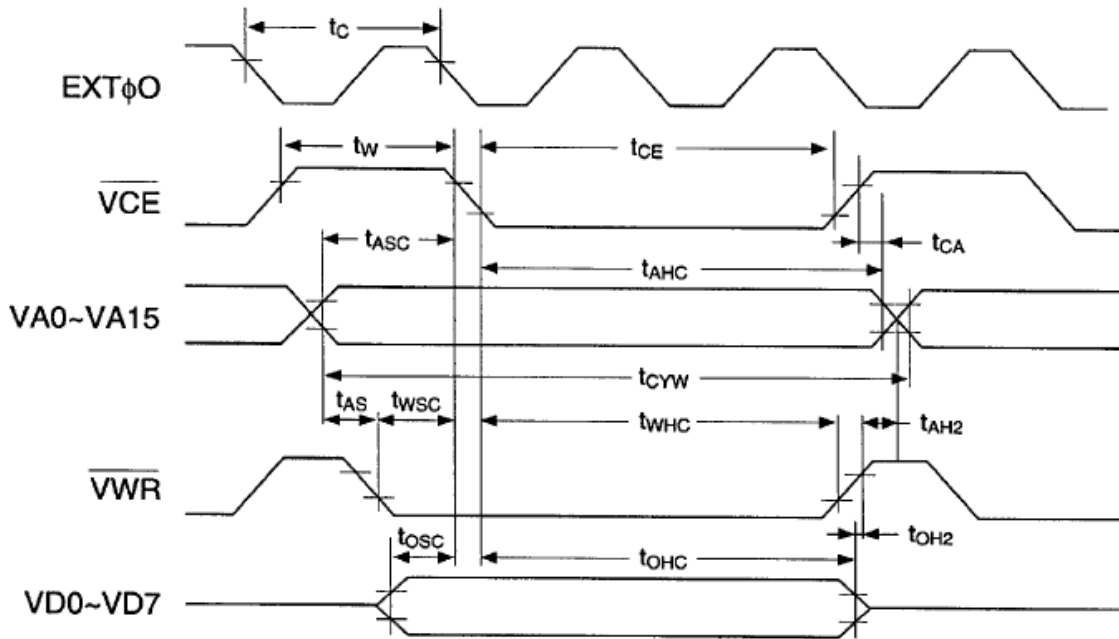 tC
EXTϕO
tW
tCE
VCE
tASC
tCA
tAHC
VA0~VA15
tCYW
tAS
tWSC
tWHC
tAH2
VWR
tOSC
tOHC
tOH2
VD0~VD7